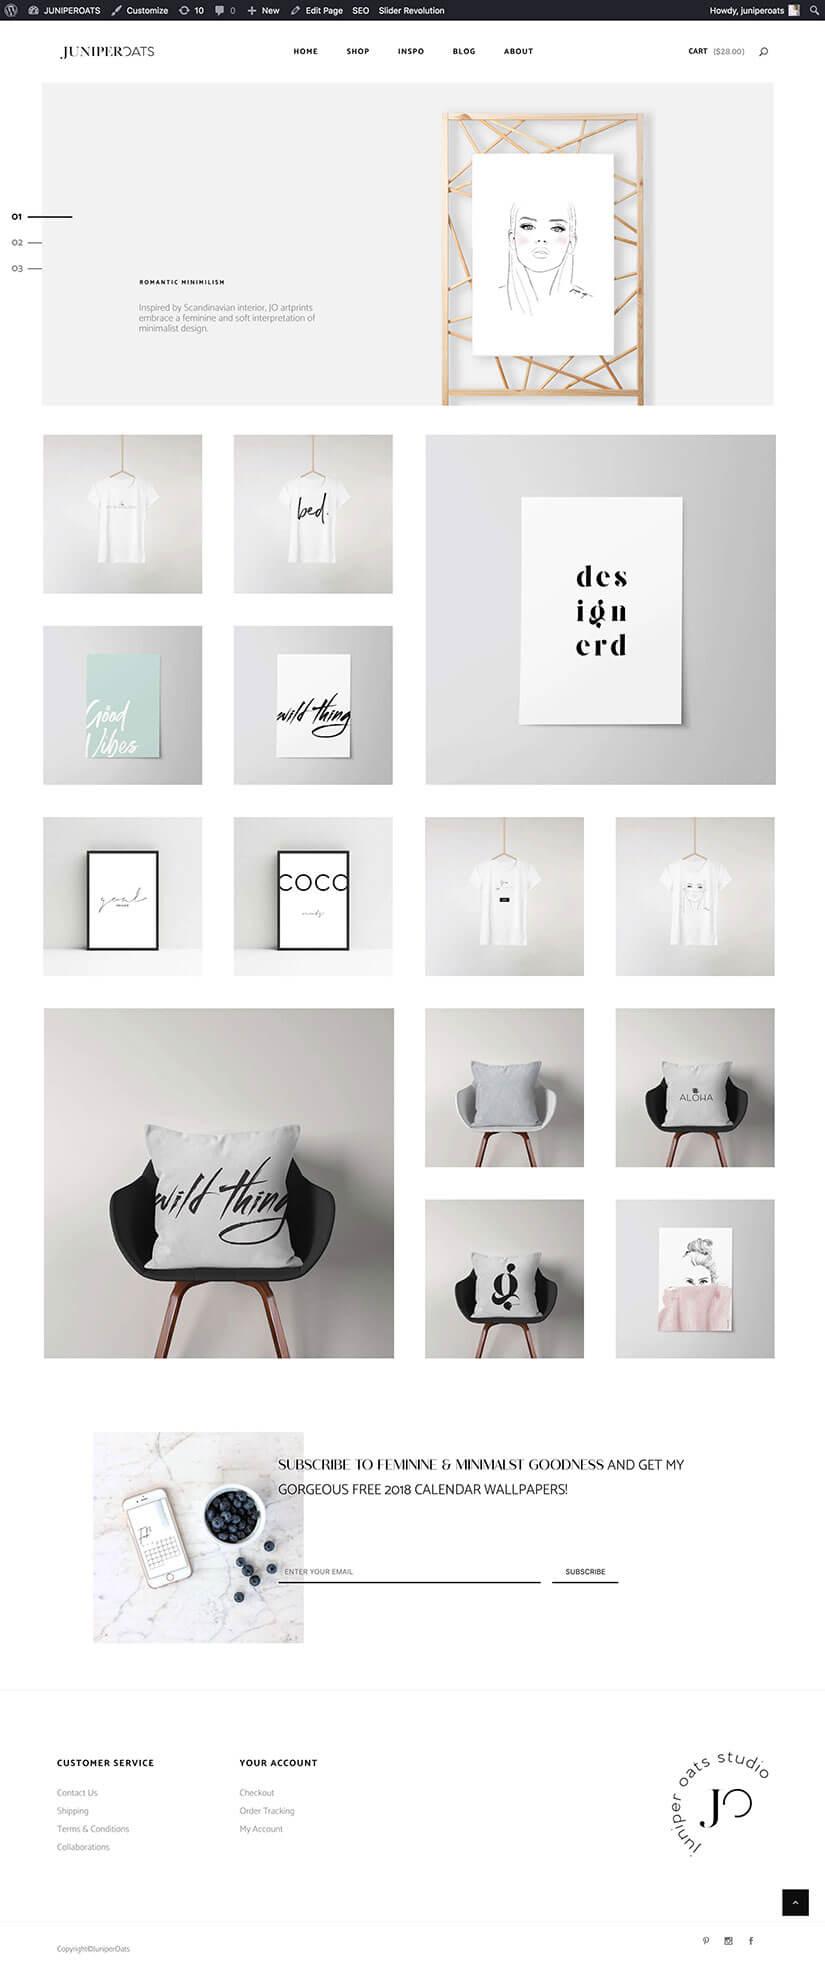 JUNIPEROATS Customize 10 0 New Edit Page SEO Slider Revolution Howdy, juniperoats
JUNIPEROATS HOME SHOP INSPO BLOG ABOUT CART ($28.00)
01
02
03
ROMANTIC MINIMILISM
Inspired by Scandinavian interior, JO artprints
embrace a feminine and soft interpretation of
minimalist design.
bed.
des
ign
erd
Good
Vibes
wild thing
COCO
wild thing
ALOHA
g
SUBSCRIBE TO FEMININE & MINIMALST GOODNESS AND GET MY
GORGEOUS FREE 2018 CALENDAR WALLPAPERS!
ENTER YOUR EMAIL SUBSCRIBE
CUSTOMER SERVICE
Contact Us
Shipping
Terms & Conditions
Collaborations
YOUR ACCOUNT
Checkout
Order Tracking
My Account
juniper oats studio
JO
Copyright©JuniperOats